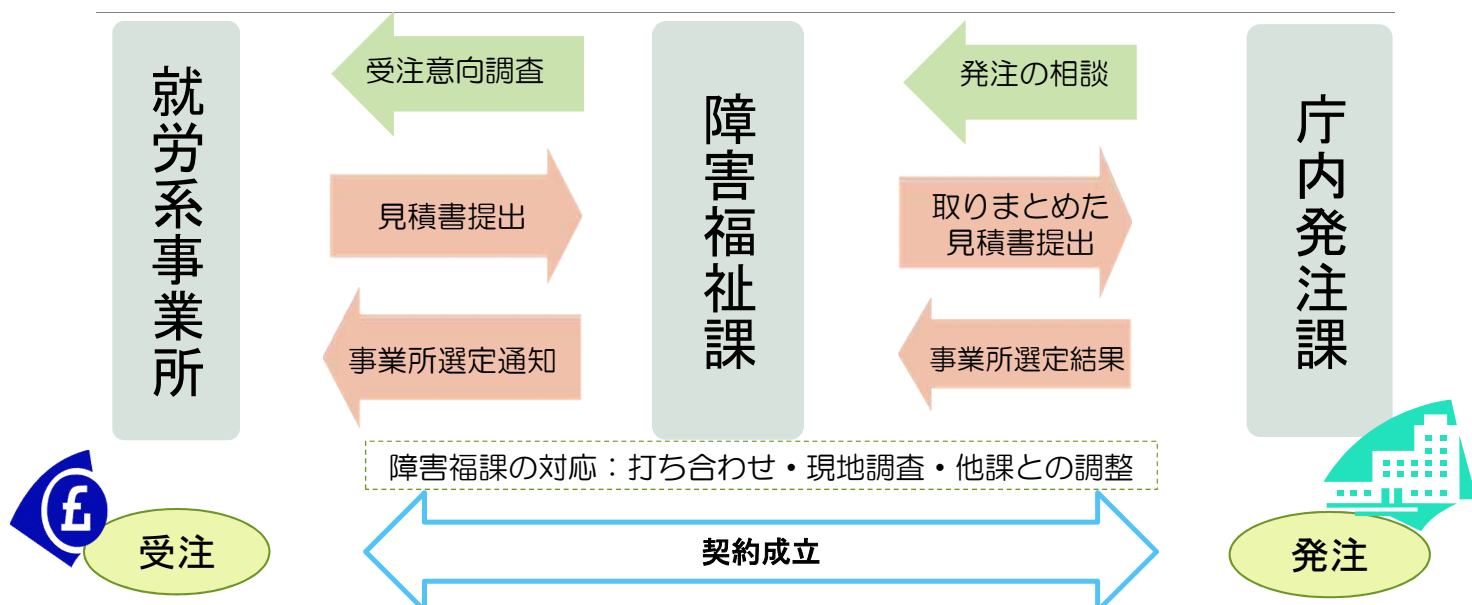 就労系事業所
受注意向調査
見積書提出
事業所選定通知
障害福祉課
発注の相談
取りまとめた
見積書提出
事業所選定結果
庁内発注課
障害福課の対応：打ち合わせ・現地調査・他課との調整
£
受注
契約成立
発注